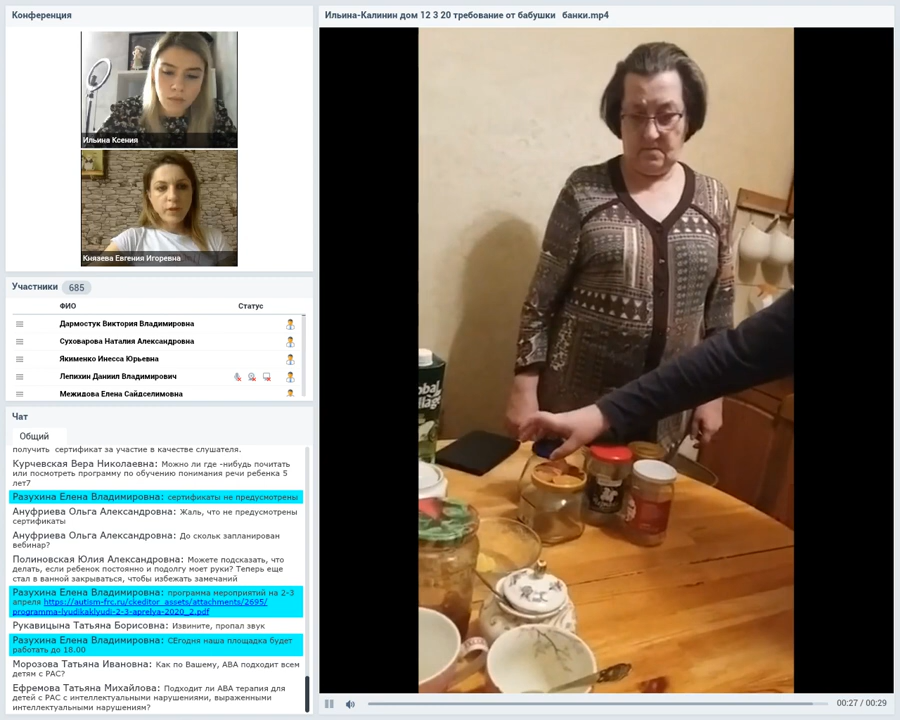 Конференция
Ильина Ксения
Князева Евгения Игоревна
Участники 685
ФИО Статус
Дармостук Виктория Владимировна
Суховарова Наталия Александровна
Якименко Инесса Юрьевна
Лепихин Даниил Владимирович
Межидова Елена Сайдселимовна
Чат
Общий
получить сертификат за участие в качестве слушателя.
Курчевская Вера Николаевна: Можно ли где -нибудь почитать
или посмотреть программу по обучению понимания речи ребенка 5
лет?
Разухина Елена Владимировна: сертификаты не предусмотрены
Ануфриева Ольга Александровна: Жаль, что не предусмотрены
сертификаты
Ануфриева Ольга Александровна: До скольк запланирован
вебинар?
Полиновская Юлия Александровна: Можете подсказать, что
делать, если ребенок постоянно и подолгу моет руки? Теперь еще
стал в ванной закрываться, чтобы избежать замечаний
Разухина Елена Владимировна: программа мероприятий на 2-3
апреля https://autism-frc.ru/ckeditor_assets/attachments/2695/
programma-lyudikaklyudi-2-3-aprelya-2020_2.pdf
Рукавицына Татьяна Борисовна: Извините, пропал звук
Разухина Елена Владимировна: СЕгодня наша площадка будет
работать до 18.00
Морозова Татьяна Ивановна: Как по Вашему, АВА подходит всем
детям с РАС?
Ефремова Татьяна Михайлова: Подходит ли АВА терапия для
детей с РАС с интеллектуальными нарушениями, выраженными
интеллектуальными нарушениям?
Ильина-Калинин дом 12 3 20 требование от бабушки банки.mp4
obal
llage
00:27 / 00:29